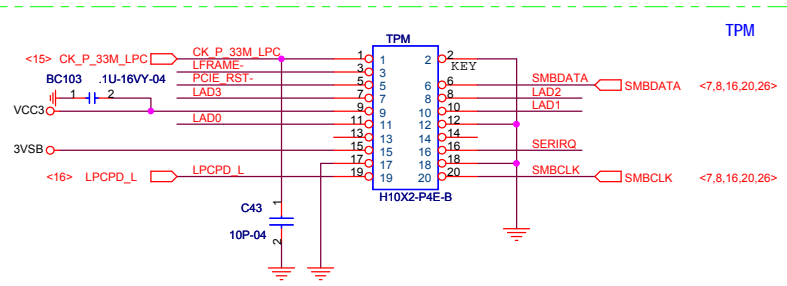 TPM
TPM
<15> CK_P_33M_LPC CK_P_33M_LPC 1 1 2 2
LFRAME- 3 3 KEY
BC103 .1U-16VY-04 PCIE_RST- 5 5 6 6 SMBDATA SMBDATA <7,8,16,20,26>
1 2 LAD3 7 7 8 8 LAD2
VCC3 9 9 10 10 LAD1
LAD0 11 11 12 12
13 13 14 14
3VSB 15 15 16 16 SERIRQ
17 17 18 18
<16> LPCPD_L LPCPD_L 19 19 20 20 SMBCLK SMBCLK <7,8,16,20,26>
H10X2-P4E-B
C43 1
10P-04 2